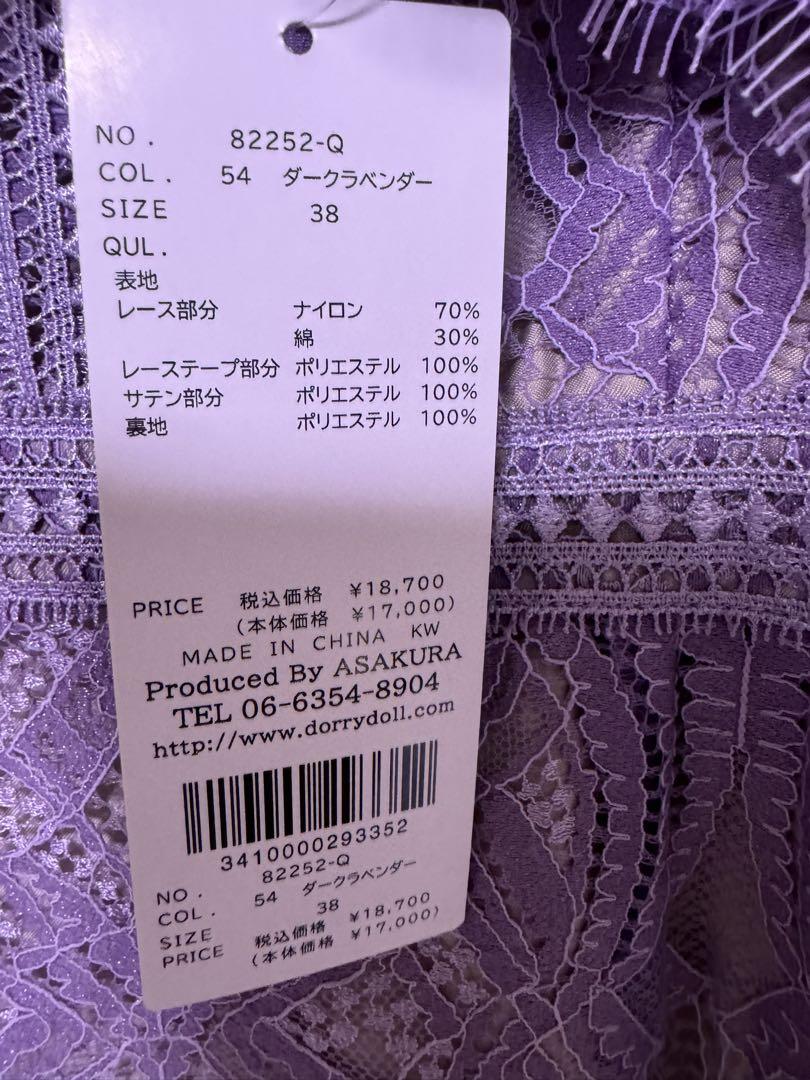 NO. 82252-Q
COL. 54 ダークラベンダー
SIZE 38
QUL.
表地
レース部分 ナイロン 70%
綿 30%
レーステープ部分 ポリエステル 100%
サテン部分 ポリエステル 100%
裏地 ポリエステル 100%
PRICE 税込価格 ¥18,700
(本体価格 ¥17,000)
MADE IN CHINA KW
Produced By ASAKURA
TEL 06-6354-8904
http://www.dorrydoll.com
3410000293352
NO. 82252-Q
COL. 54 ダークラベンダー
SIZE 38
PRICE 税込価格 ¥18,700
(本体価格 ¥17,000)